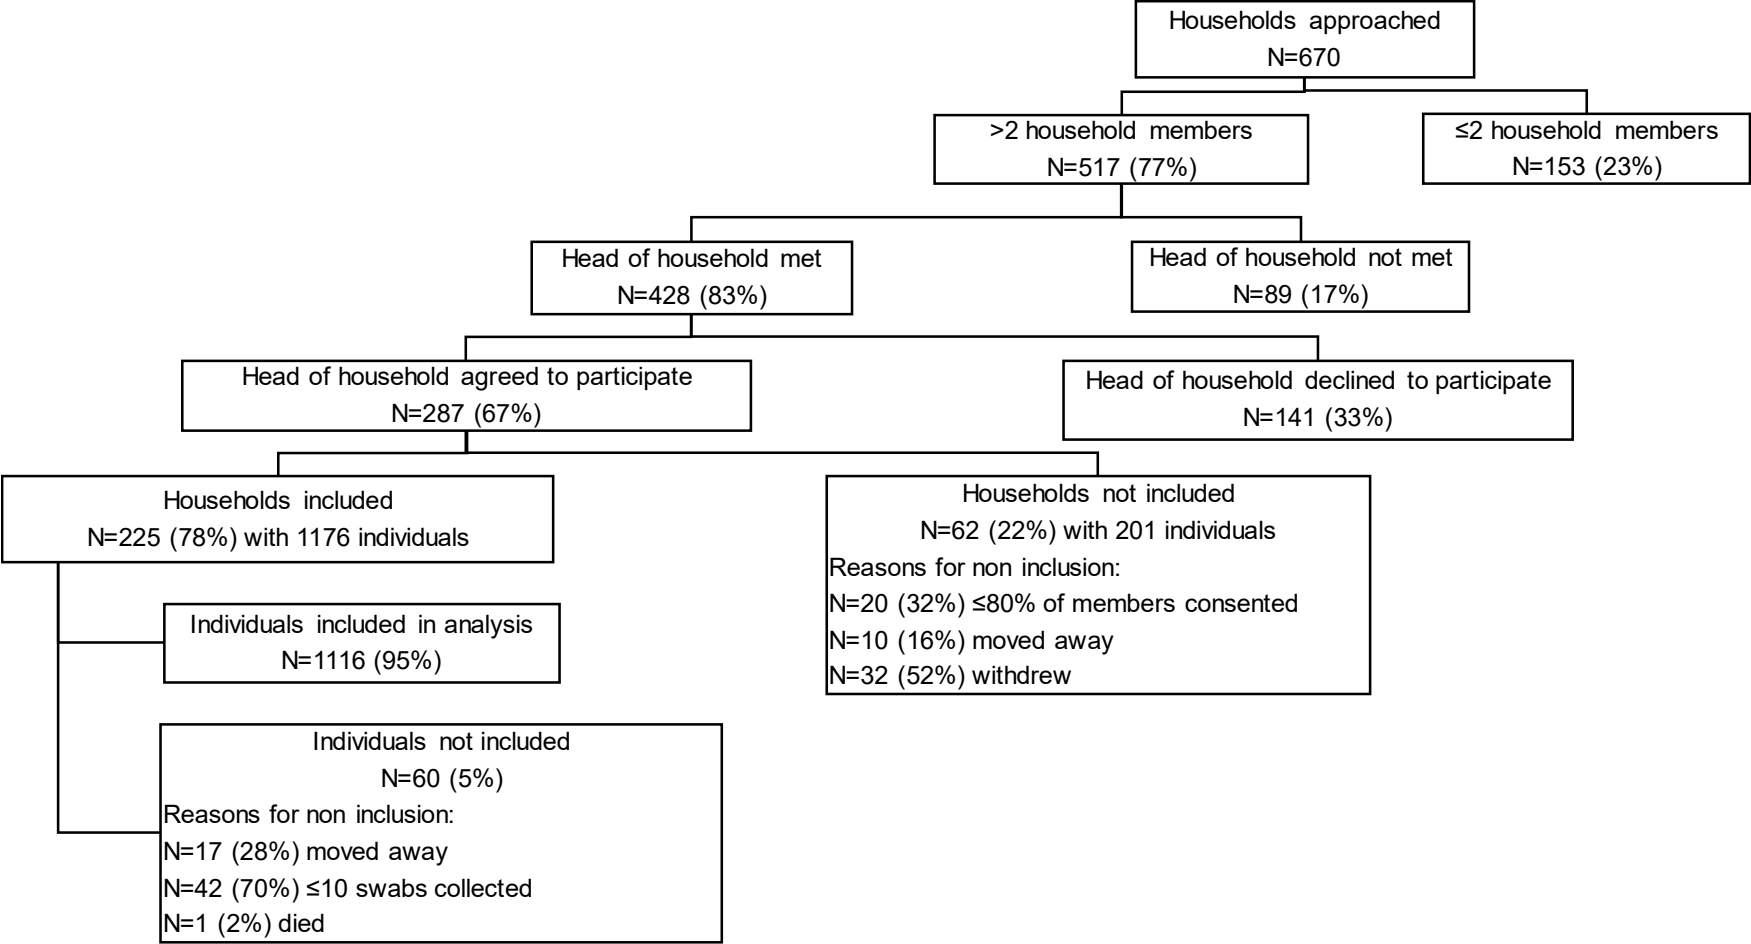 Households approached
N=670
>2 household members
N=517 (77%)
≤2 household members
N=153 (23%)
Head of household met
N=428 (83%)
Head of household not met
N=89 (17%)
Head of household agreed to participate
N=287 (67%)
Head of household declined to participate
N=141 (33%)
Households included
N=225 (78%) with 1176 individuals
Households not included
N=62 (22%) with 201 individuals
Reasons for non inclusion:
N=20 (32%) ≤80% of members consented
N=10 (16%) moved away
N=32 (52%) withdrew
Individuals included in analysis
N=1116 (95%)
Individuals not included
N=60 (5%)
Reasons for non inclusion:
N=17 (28%) moved away
N=42 (70%) ≤10 swabs collected
N=1 (2%) died